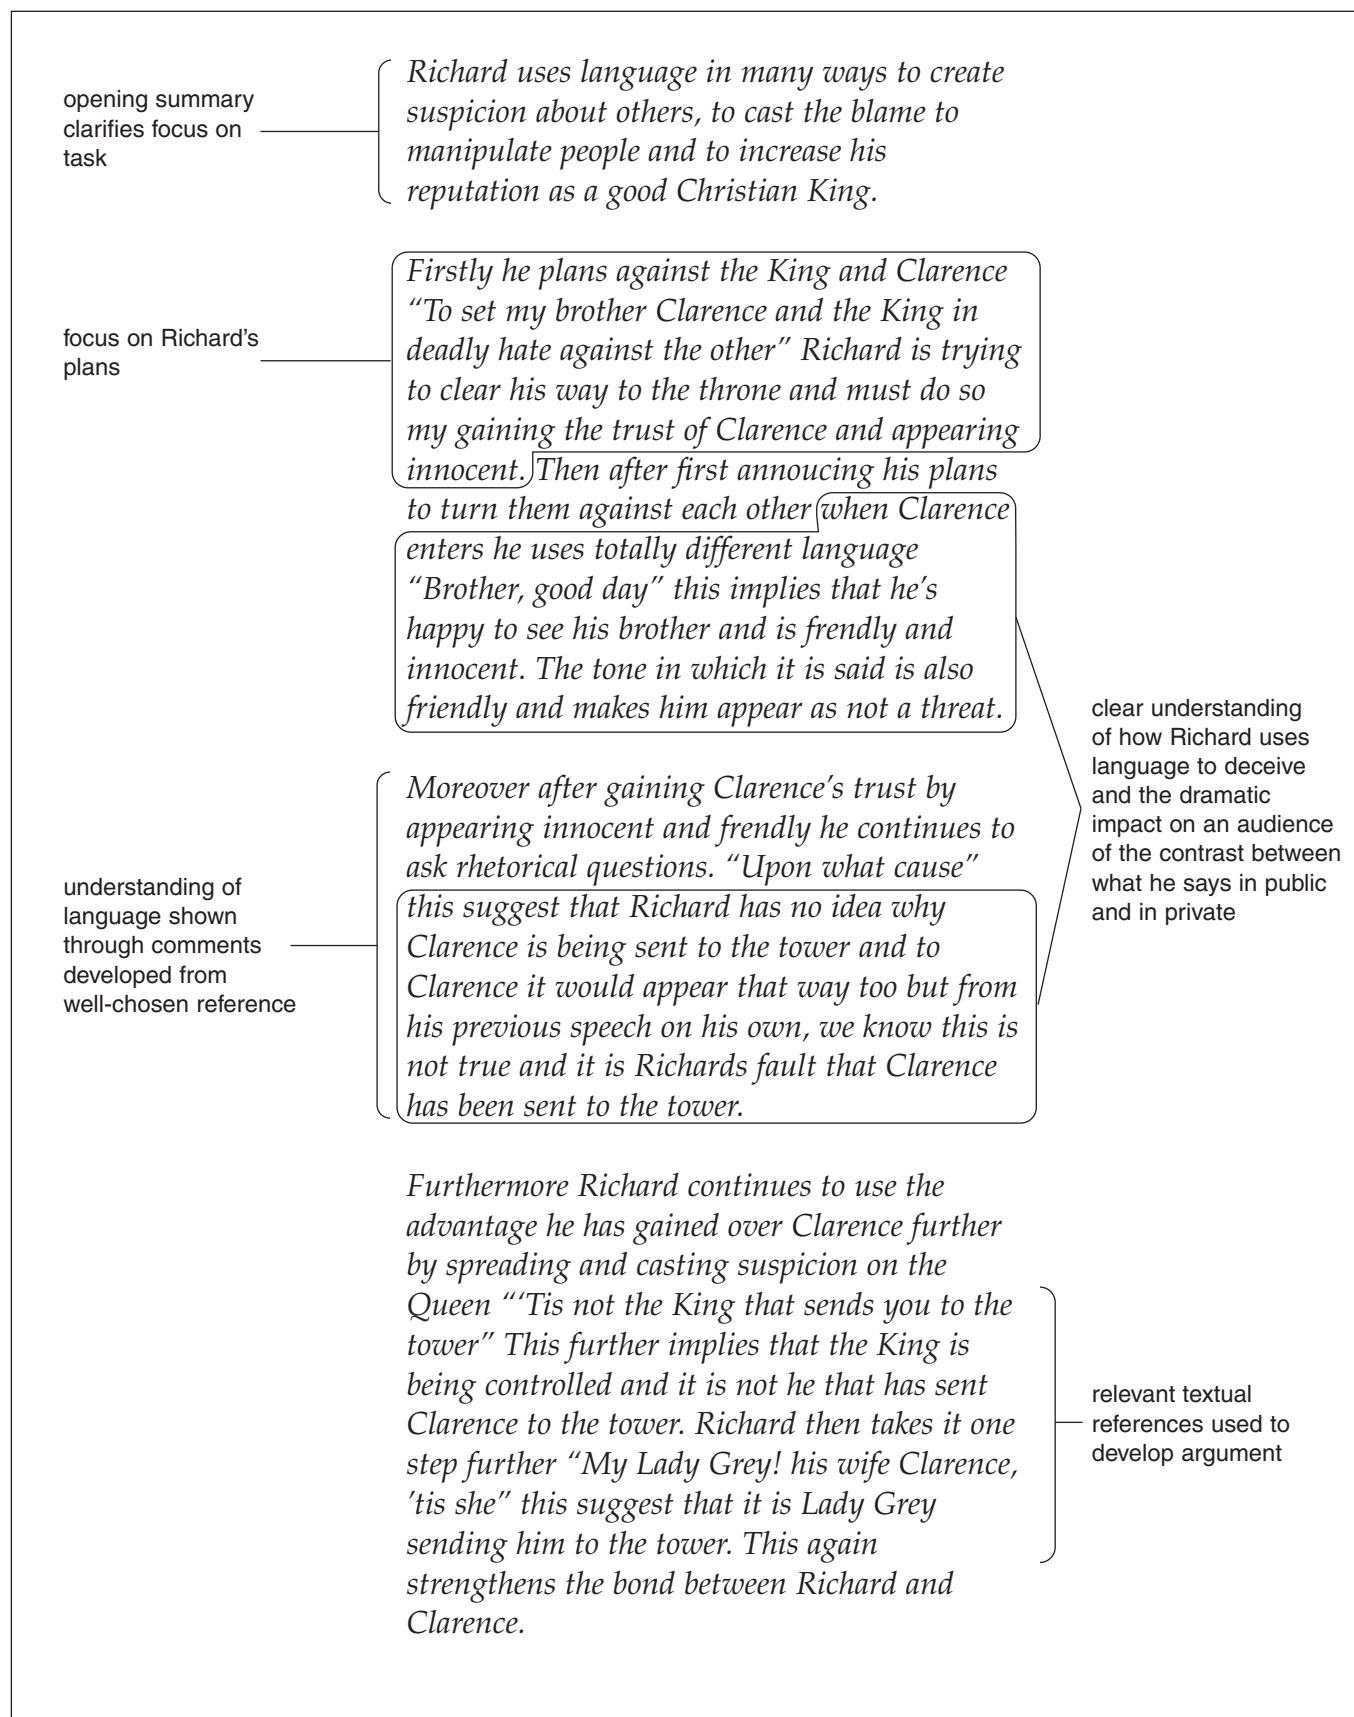 opening summary
clarifies focus on
task
Richard uses language in many ways to create
suspicion about others, to cast the blame to
manipulate people and to increase his
reputation as a good Christian King.
focus on Richard’s
plans
Firstly he plans against the King and Clarence
“To set my brother Clarence and the King in
deadly hate against the other” Richard is trying
to clear his way to the throne and must do so
my gaining the trust of Clarence and appearing
innocent. Then after first annoucing his plans
to turn them against each other when Clarence
enters he uses totally different language
“Brother, good day” this implies that he’s
happy to see his brother and is frendly and
innocent. The tone in which it is said is also
friendly and makes him appear as not a threat.
clear understanding
of how Richard uses
language to deceive
and the dramatic
impact on an audience
of the contrast between
what he says in public
and in private
understanding of
language shown
through comments
developed from
well-chosen reference
Moreover after gaining Clarence’s trust by
appearing innocent and frendly he continues to
ask rhetorical questions. “Upon what cause”
this suggest that Richard has no idea why
Clarence is being sent to the tower and to
Clarence it would appear that way too but from
his previous speech on his own, we know this is
not true and it is Richards fault that Clarence
has been sent to the tower.
Furthermore Richard continues to use the
advantage he has gained over Clarence further
by spreading and casting suspicion on the
Queen “‘Tis not the King that sends you to the
tower” This further implies that the King is
being controlled and it is not he that has sent
Clarence to the tower. Richard then takes it one
step further “My Lady Grey! his wife Clarence,
’tis she” this suggest that it is Lady Grey
sending him to the tower. This again
strengthens the bond between Richard and
Clarence.
relevant textual
references used to
develop argument